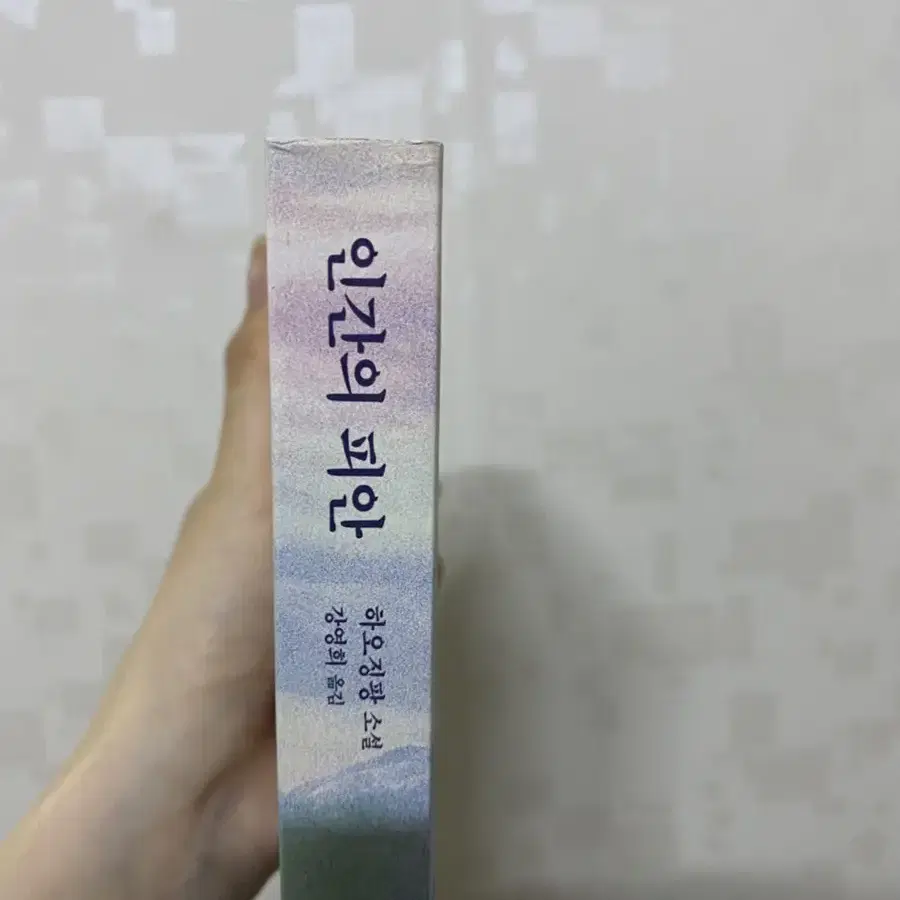 인간의 피안
하오징팡 소설
강영희 옮김